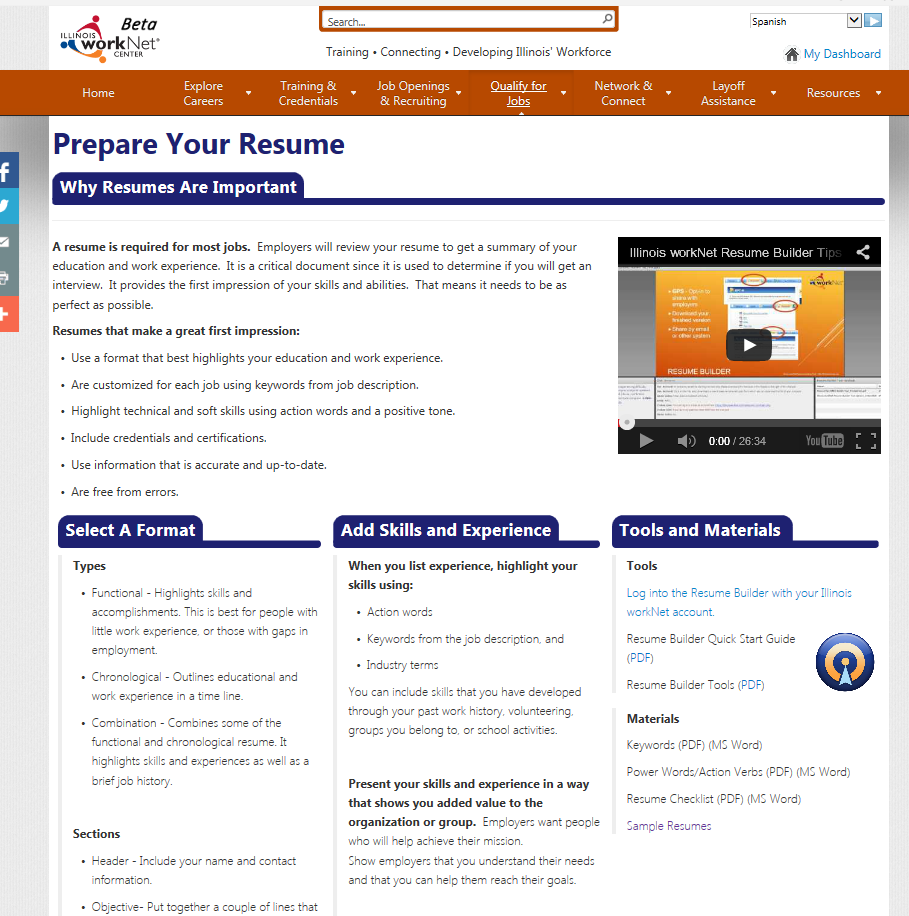 Beta
ILLINOIS
workNet®
CENTER
Search...
Spanish
Training • Connecting • Developing Illinois' Workforce
My Dashboard
Home
Explore
Careers
Training &
Credentials
Job Openings
& Recruiting
Qualify for
Jobs
Network &
Connect
Layoff
Assistance
Resources
Prepare Your Resume
Why Resumes Are Important
A resume is required for most jobs. Employers will review your resume to get a summary of your
education and work experience. It is a critical document since it is used to determine if you will get an
interview. It provides the first impression of your skills and abilities. That means it needs to be as
perfect as possible.
Resumes that make a great first impression:
• Use a format that best highlights your education and work experience.
• Are customized for each job using keywords from job description.
• Highlight technical and soft skills using action words and a positive tone.
• Include credentials and certifications.
• Use information that is accurate and up-to-date.
• Are free from errors.
Illinois workNet Resume Builder Tips
• GPS - Opt-in to
share with
employers
• Download your
finished version
• Share by email
or other system
RESUME BUILDER
0:00 / 26:34
YouTube
Select A Format
Types
• Functional - Highlights skills and
accomplishments. This is best for people with
little work experience, or those with gaps in
employment.
• Chronological - Outlines educational and
work experience in a time line.
• Combination - Combines some of the
functional and chronological resume. It
highlights skills and experiences as well as a
brief job history.
Sections
• Header - Include your name and contact
information.
• Objective- Put together a couple of lines that
Add Skills and Experience
When you list experience, highlight your
skills using:
• Action words
• Keywords from the job description, and
• Industry terms
You can include skills that you have developed
through your past work history, volunteering,
groups you belong to, or school activities.
Present your skills and experience in a way
that shows you added value to the
organization or group. Employers want people
who will help achieve their mission.
Show employers that you understand their needs
and that you can help them reach their goals.
Tools and Materials
Tools
Log into the Resume Builder with your Illinois
workNet account.
Resume Builder Quick Start Guide
(PDF)
Resume Builder Tools (PDF)
Materials
Keywords (PDF) (MS Word)
Power Words/Action Verbs (PDF) (MS Word)
Resume Checklist (PDF) (MS Word)
Sample Resumes